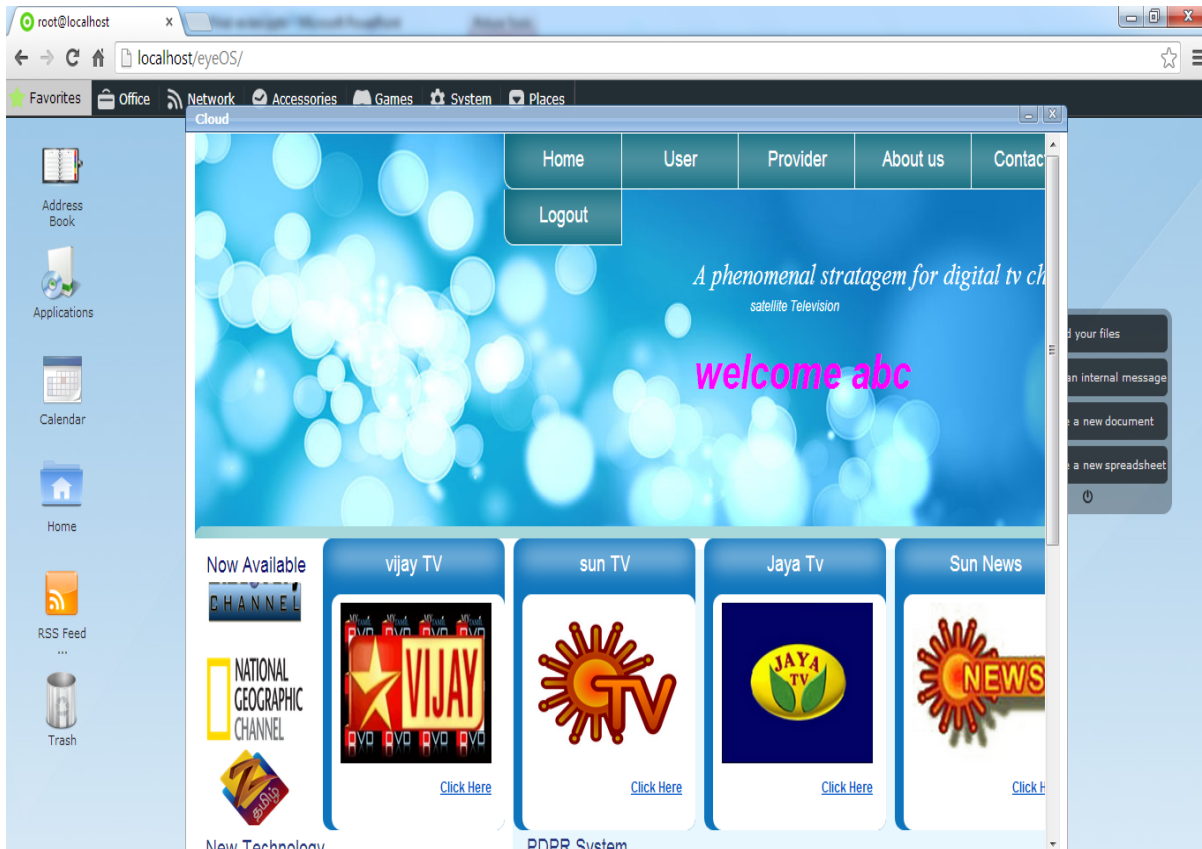 root@localhost
localhost/eyeOS/
Favorites Office Network Accessories Games System Places
Cloud
Home User Provider About us Contac
Logout
A phenomenal stratagem for digital tv ch
satellite Television
welcome abc
Address
Book
Applications
Calendar
Home
RSS Feed
...
Trash
d your files
an internal message
e a new document
e a new spreadsheet
Now Available
CHANNEL
NATIONAL
GEOGRAPHIC
CHANNEL
Z
தமிழ்
vijay TV
VIJAY
Click Here
sun TV
TV
Click Here
Jaya Tv
JAYA
TV
Click Here
Sun News
NEWS
Click H
New Technology
PDPR System